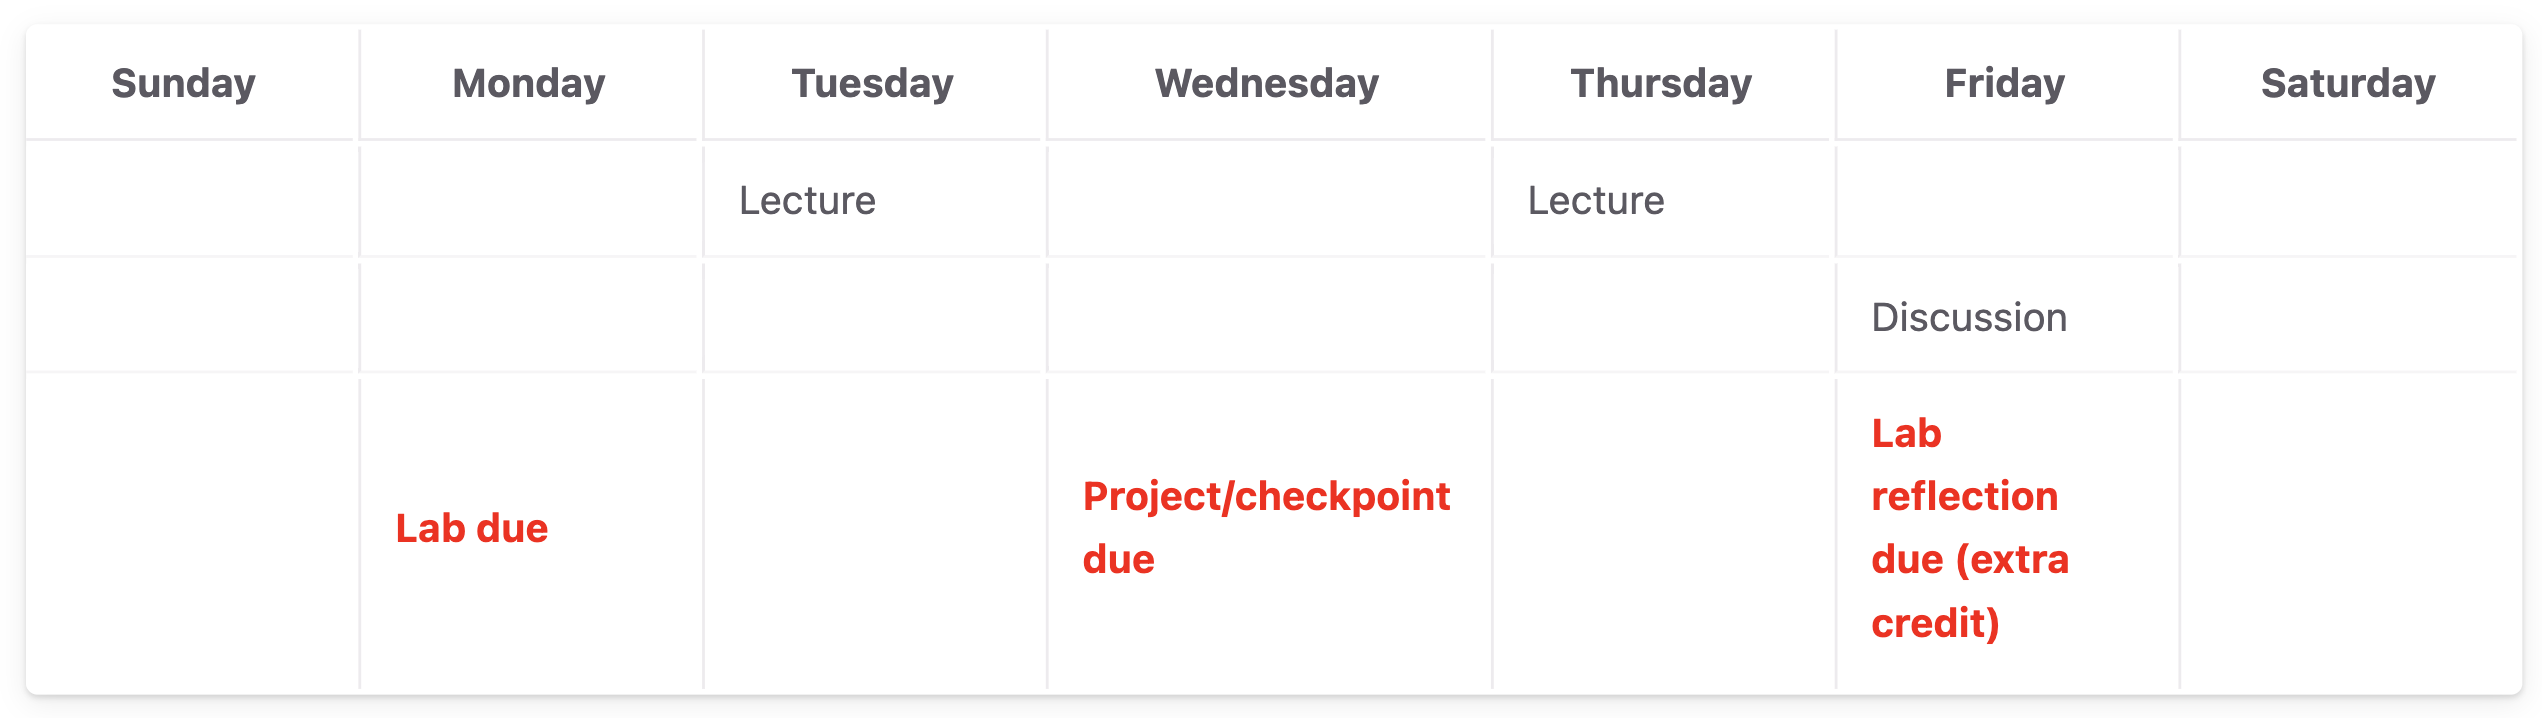 Sunday Monday Tuesday Wednesday Thursday Friday Saturday
Lecture Lecture
Discussion
Lab due
Project/checkpoint
due
Lab
reflection
due (extra
credit)